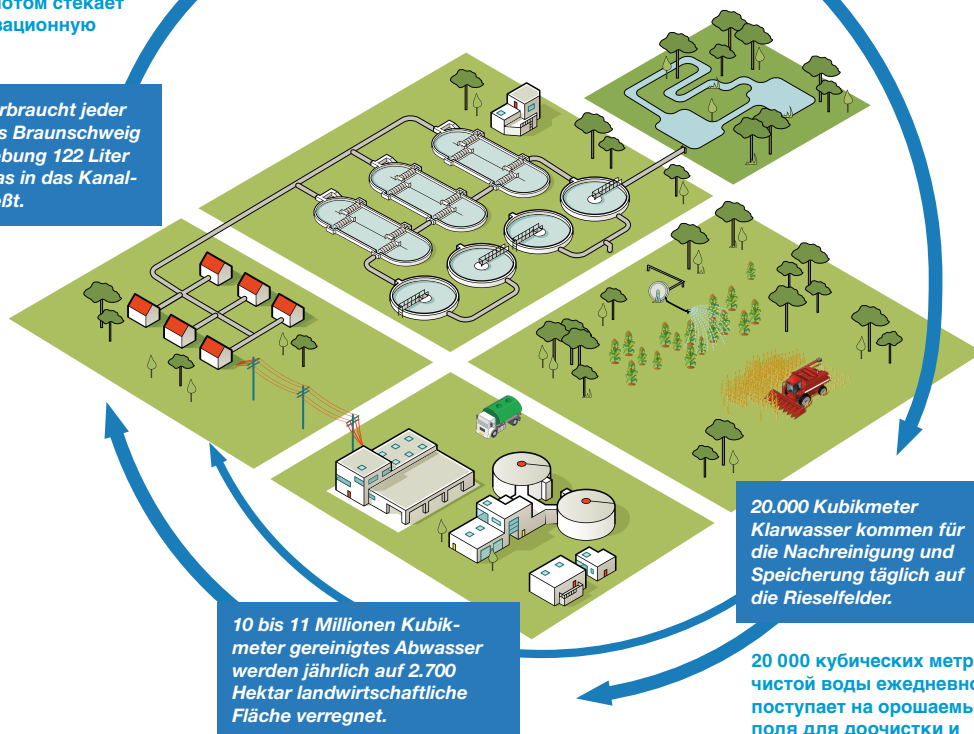 потом стекает
вационную
rbraucht jeder
s Braunschweig
ebung 122 Liter
as in das Kanal-
eßt.
20.000 Kubikmeter
Klarwasser kommen für
die Nachreinigung und
Speicherung täglich auf
die Rieselfelder.
10 bis 11 Millionen Kubik-
meter gereinigtes Abwasser
werden jährlich auf 2.700
Hektar landwirtschaftliche
Fläche verregnet.
20 000 кубических метр
чистой воды ежедневно
поступает на орошаемы
поля для доочистки и